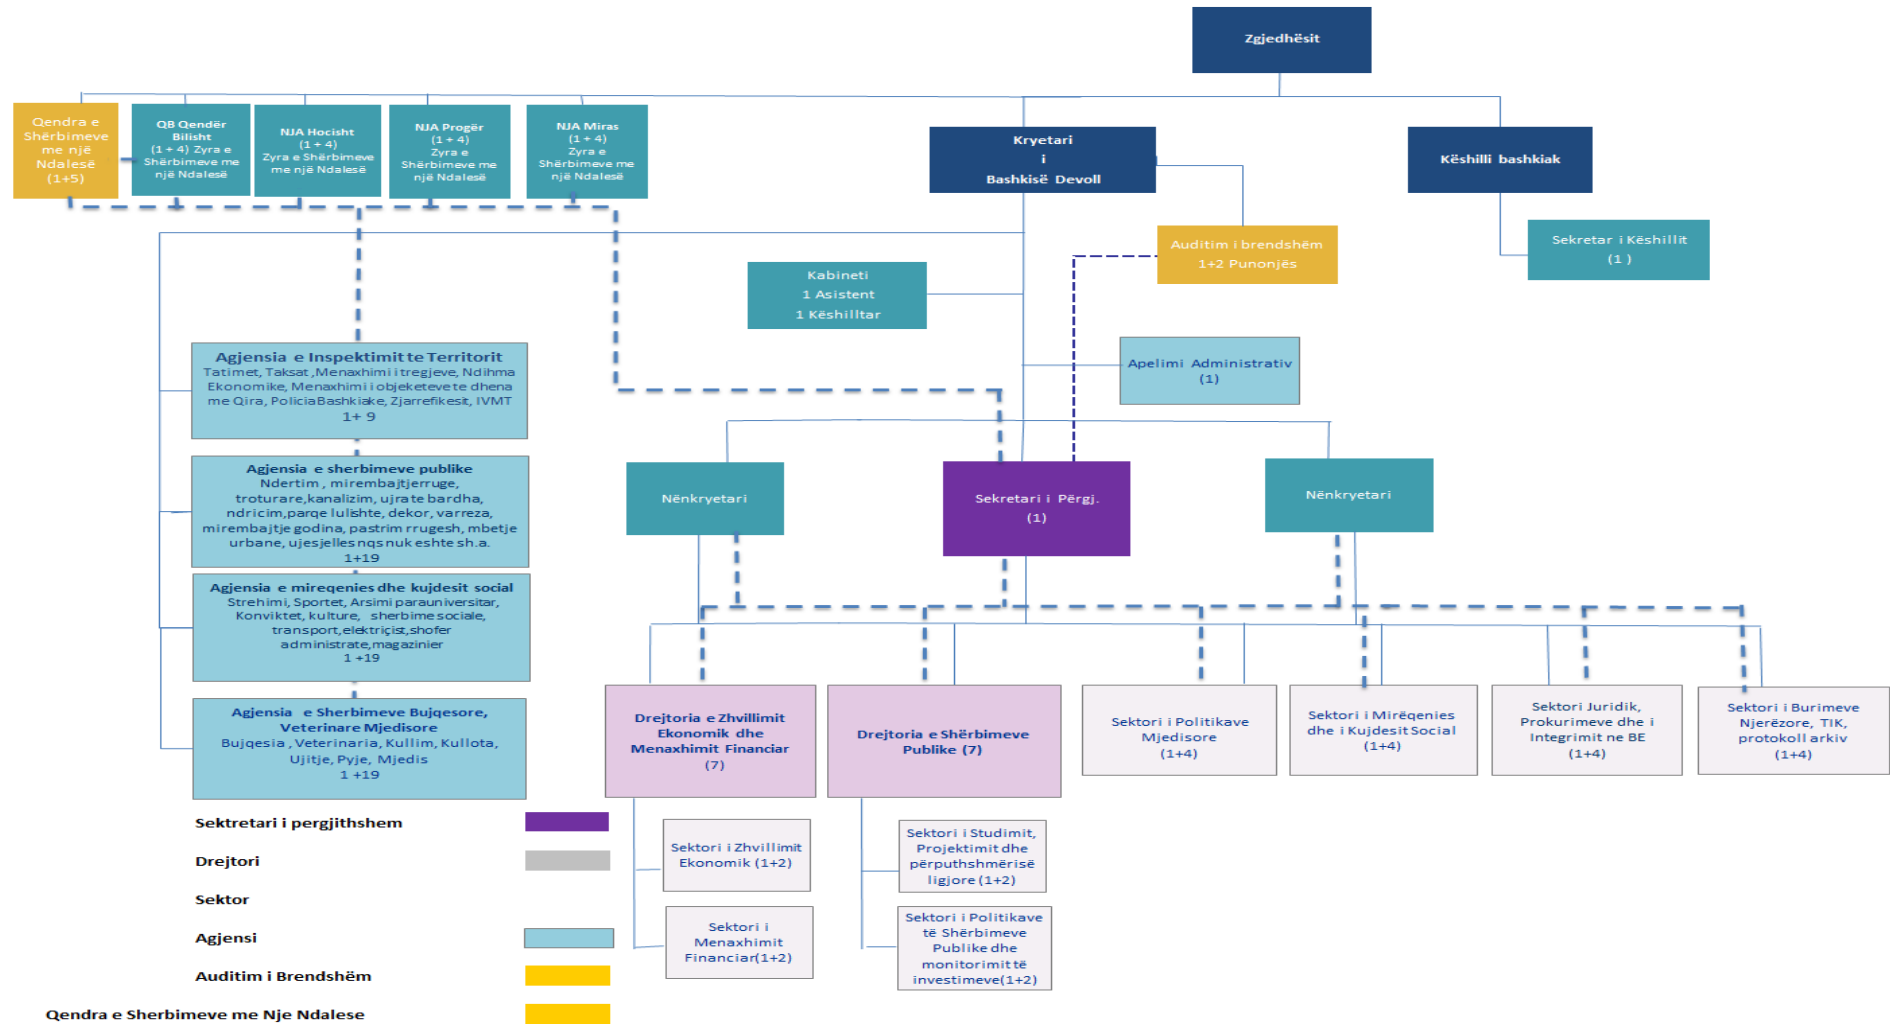 Zgjedhësit
Qendra e
Shërbimeve
me një
Ndalesë
(1+5)
QB Qendër
Bilisht
(1 + 4) Zyra e
Shërbimeve me
një Ndalesë
NJA Hocisht
(1 + 4)
Zyra e Shërbimeve
me një Ndalesë
NJA Progër
(1 + 4)
Zyra e
Shërbimeve me
një Ndalesë
NJA Miras
(1 + 4)
Zyra e
Shërbimeve me
një Ndalesë
Kryetari
i
Bashkisë Devoll
Këshilli bashkiak
Sekretar i Këshillit
(1 )
Auditim i brendshëm
1+2 Punonjës
Kabineti
1 Asistent
1 Këshilltar
Apelimi Administrativ
(1)
Agjensia e Inspektimit te Territorit
Tatimet, Taksat ,Menaxhimi i tregjeve, Ndihma
Ekonomike, Menaxhimi i objeketeve te dhena
me Qira, PoliciaBashkiake, Zjarrefikesit, IVMT
1+ 9
Agjensia e sherbimeve publike
Ndertim , mirembajtjerruge,
troturare,kanalizim, ujrate bardha,
ndricim,parqe lulishte, dekor, varreza,
mirembajtje godina, pastrim rrugesh, mbetje
urbane, ujesjelles nqs nuk eshte sh.a.
1+19
Agjensia e mireqenies dhe kujdesit social
Strehimi, Sportet, Arsimi parauniversitar,
Konviktet, kulture, sherbime sociale,
transport,elektriçist,shofer
administrate,magazinier
1 +19
Agjensia e Sherbimeve Bujqesore,
Veterinare Mjedisore
Bujqesia , Veterinaria, Kullim, Kullota,
Ujitje, Pyje, Mjedis
1 +19
Nënkryetari
Sekretari i Përgj.
(1)
Nënkryetari
Drejtoria e Zhvillimit
Ekonomik dhe
Menaxhimit Financiar
(7)
Drejtoria e Shërbimeve
Publike (7)
Sektori i Politikave
Mjedisore
(1+4)
Sektori i Mirëqenies
dhe i Kujdesit Social
(1+4)
Sektori Juridik,
Prokurimeve dhe i
Integrimit ne BE
(1+4)
Sektori i Burimeve
Njerëzore, TIK,
protokoll arkiv
(1+4)
Sektori i Zhvillimit
Ekonomik (1+2)
Sektori i
Menaxhimit
Financiar(1+2)
Sektori i Studimit,
Projektimit dhe
përputhshmërisë
ligjore (1+2)
Sektori i Politikave
të Shërbimeve
Publike dhe
monitorimit të
investimeve(1+2)
Sektretari i pergjithshem
Drejtori
Sektor
Agjensi
Auditim i Brendshëm
Qendra e Sherbimeve me Nje Ndalese